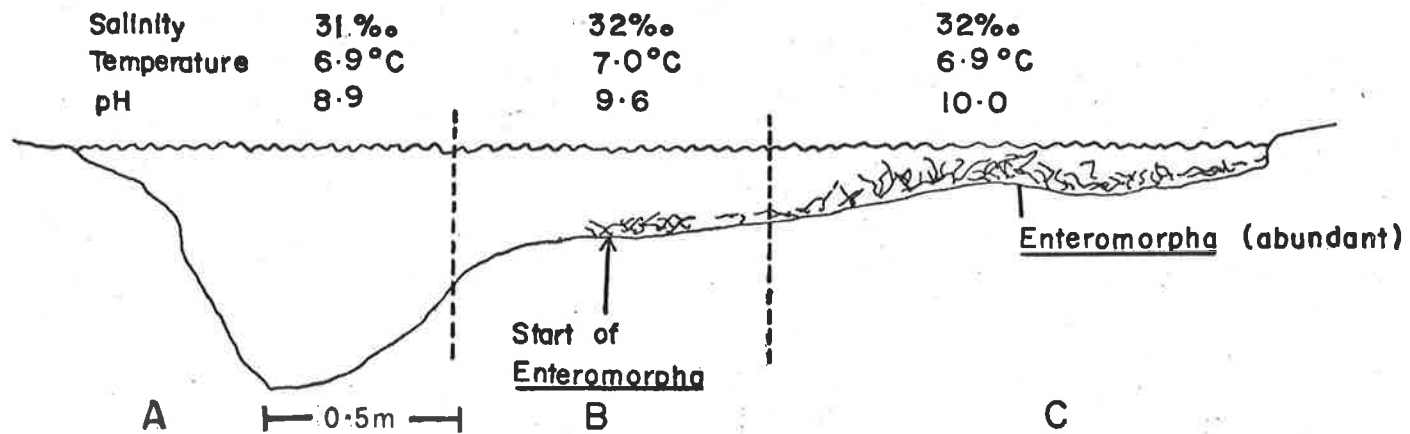 Salinity 31‰ 32‰ 32‰
Temperature 6·9°C 7·0°C 6·9°C
pH 8·9 9·6 10·0
Enteromorpha (abundant)
Start of
Enteromorpha
A 0·5m B C